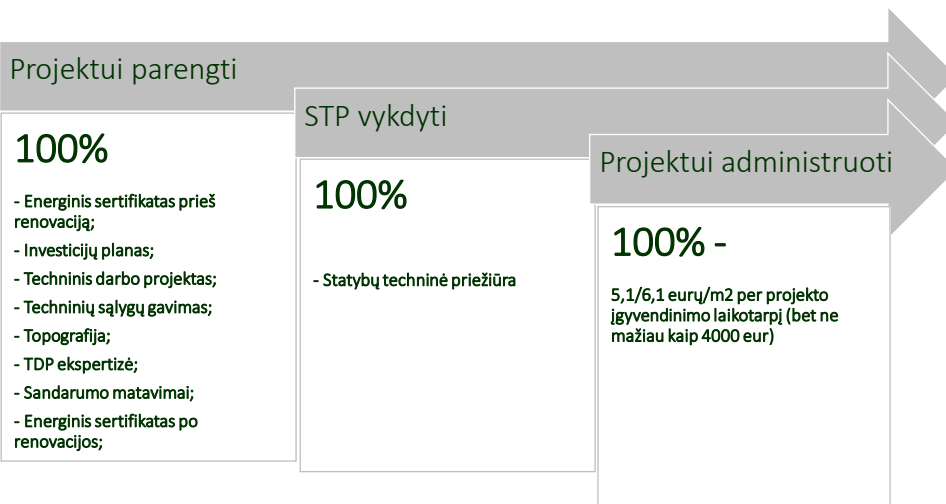 Projektui parengti
100%
- Energinis sertifikatas prieš
renovaciją;
- Investicijų planas;
- Techninis darbo projektas;
- Techninių sąlygų gavimas;
- Topografija;
- TDP ekspertizė;
- Sandarumo matavimai;
- Energinis sertifikatas po
renovacijos;
STP vykdyti
100%
- Statybų techninė priežiūra
Projektui administruoti
100% -
5,1/6,1 eurų/m2 per projekto
įgyvendinimo laikotarpį (bet ne
mažiau kaip 4000 eur)